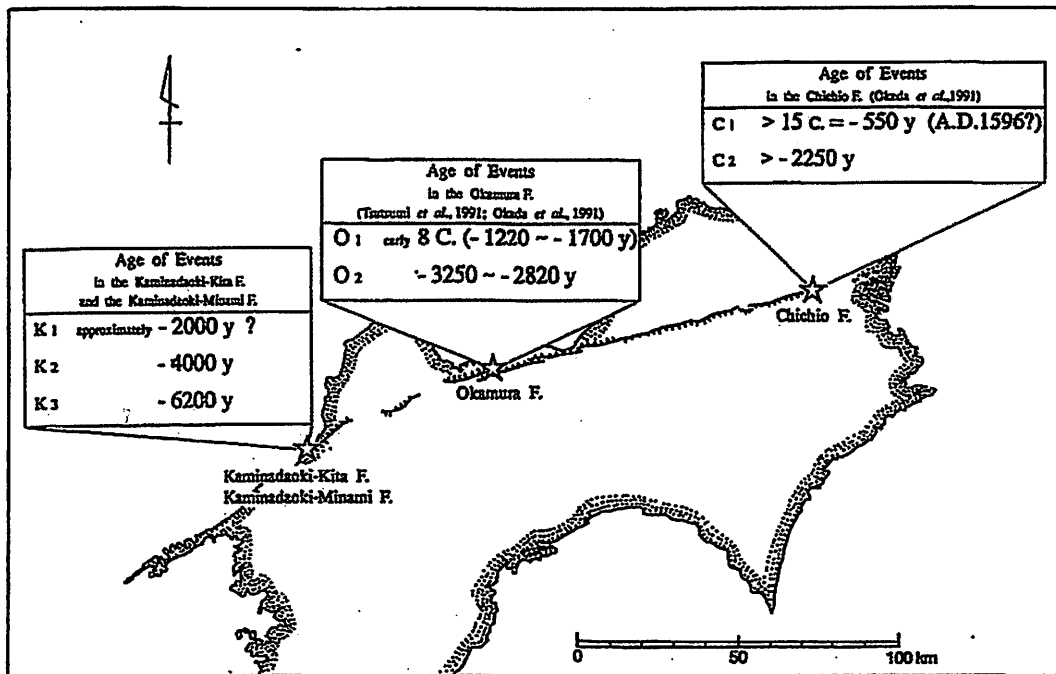 Age of Events
in the Chichio F. (Okada et al.,1991)
C1 > 15 C. = - 550 y (A.D.1596?)
C2 > - 2250 y
Age of Events
in the Okamura F.
(Tsutsumi et al., 1991; Okada et al., 1991)
O1 early 8 C. (- 1220 ~ - 1700 y)
O2 - 3250 ~ - 2820 y
Age of Events
in the Kaminadaoki-Kita F.
and the Kaminadaoki-Minami F.
K1 approximately - 2000 y ?
K2 - 4000 y
K3 - 6200 y
Chichio F.
Okamura F.
Kaminadaoki-Kita F.
Kaminadaoki-Minami F.
0 50 100 km